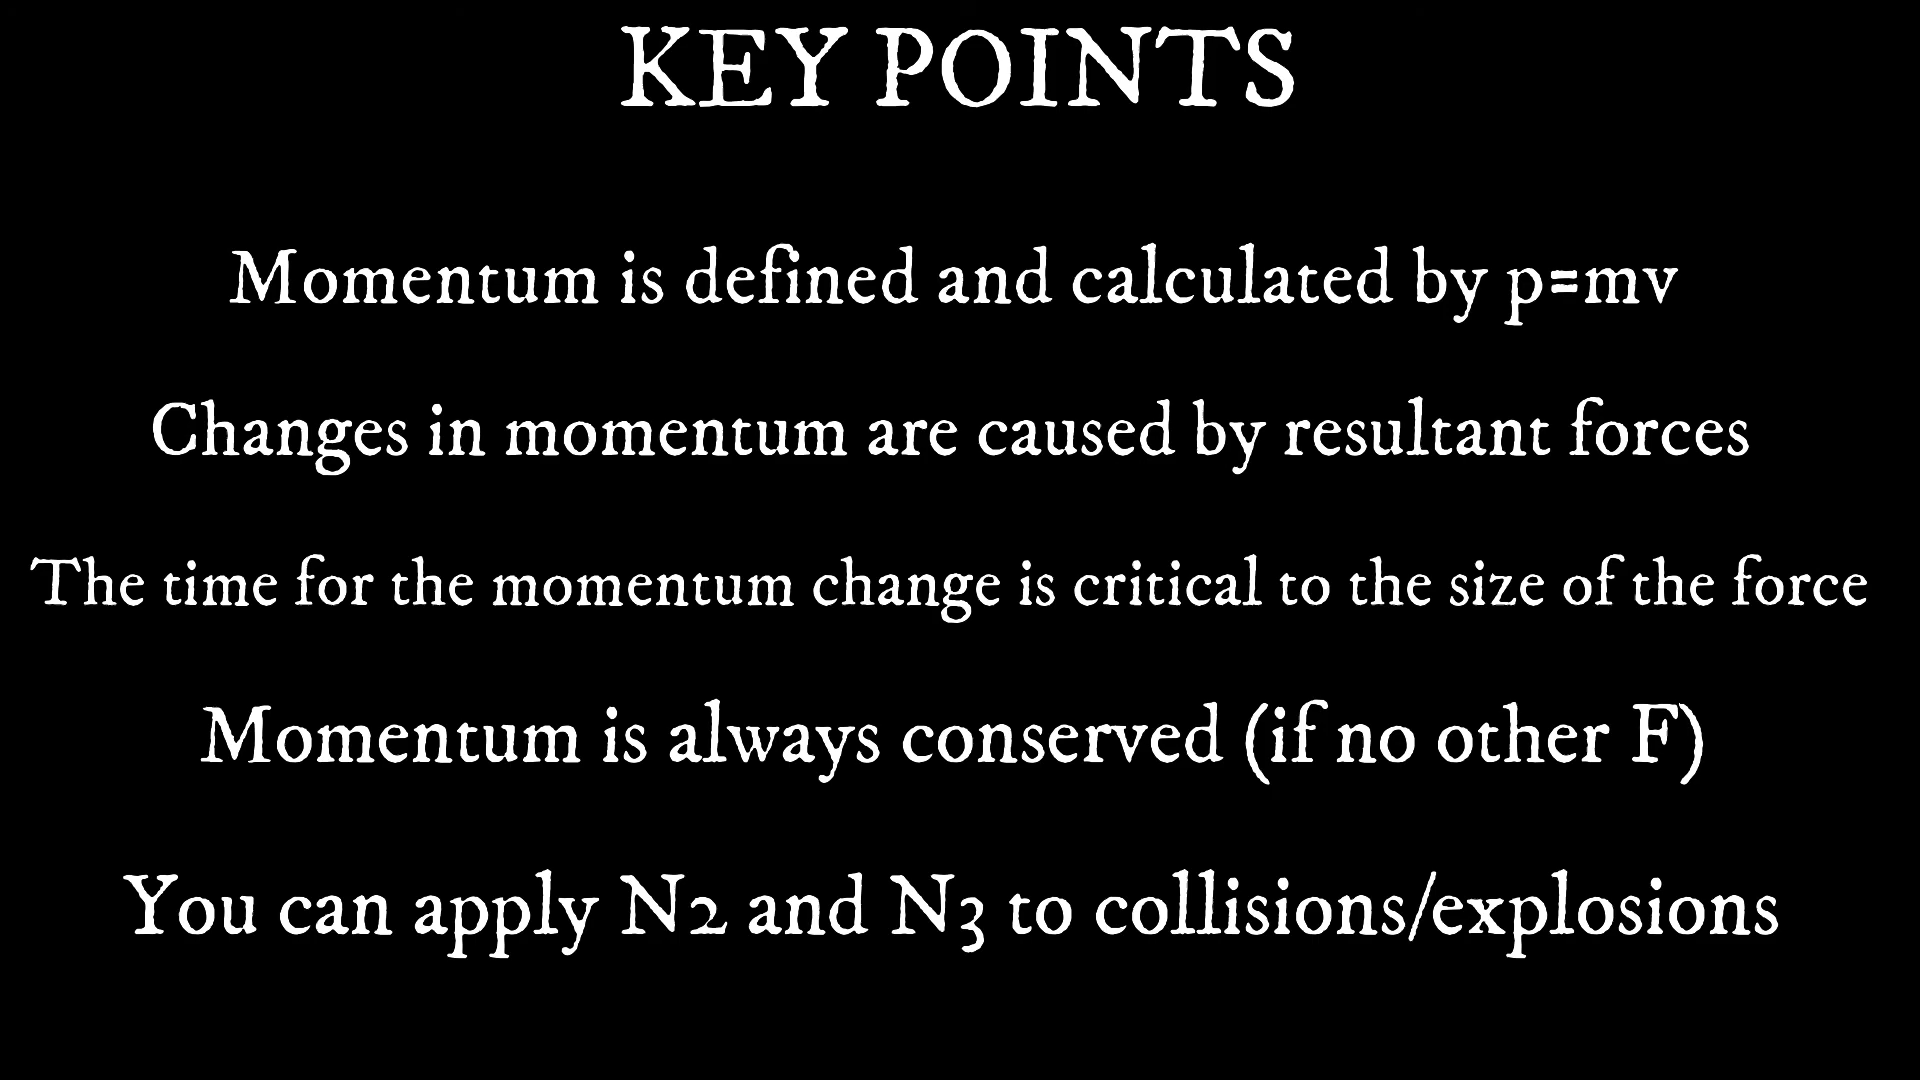 KEY POINTS
Momentum is defined and calculated by p=mv
Changes in momentum are caused by resultant forces
The time for the momentum change is critical to the size of the force
Momentum is always conserved (if no other F)
You can apply N2 and N3 to collisions/explosions